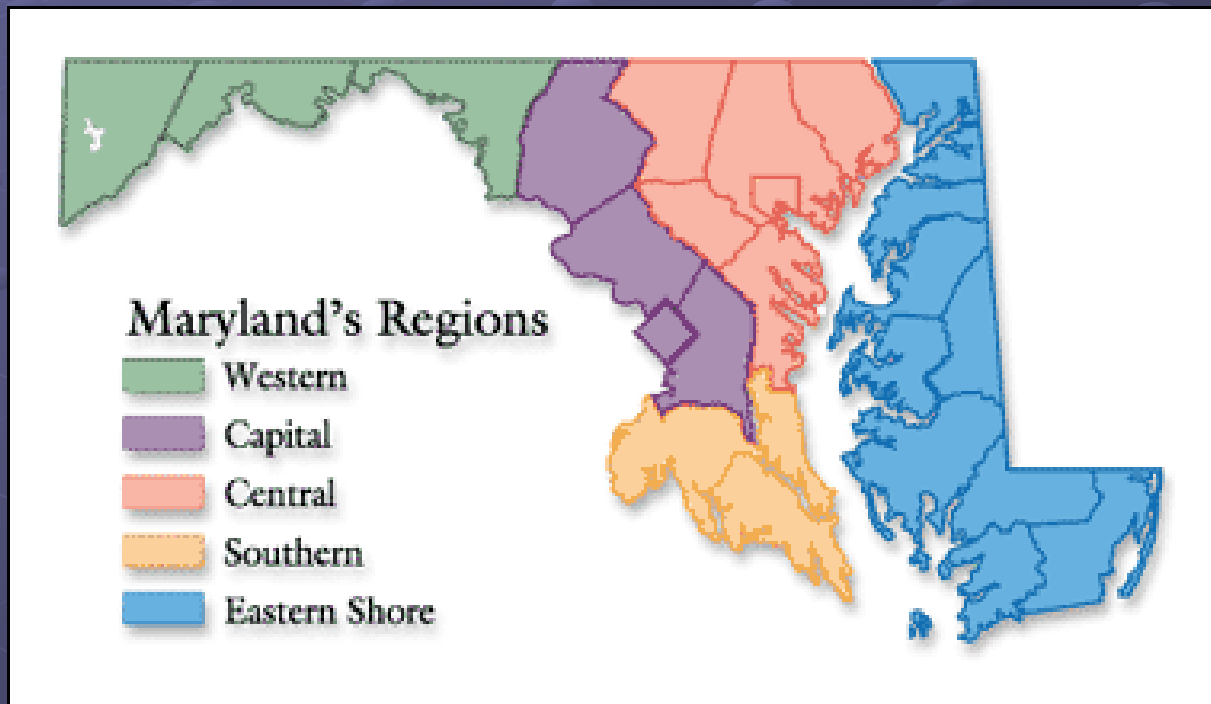 Maryland's Regions
Western
Capital
Central
Southern
Eastern Shore